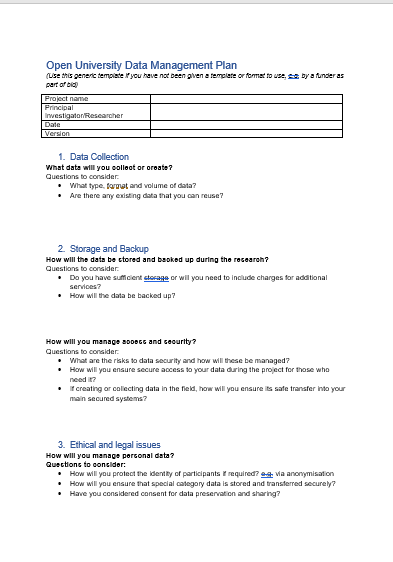 Open University Data Management Plan
(Use this generic template if you have not been given a template or format to use, e.g. by a funder as
part of bid)
Project name
Principal
Investigator/Researcher
Date
Version
1. Data Collection
What data will you collect or create?
Questions to consider:
• What type, format and volume of data?
• Are there any existing data that you can reuse?
2. Storage and Backup
How will the data be stored and backed up during the research?
Questions to consider:
• Do you have sufficient storage or will you need to include charges for additional
services?
• How will the data be backed up?
How will you manage access and security?
Questions to consider:
• What are the risks to data security and how will these be managed?
• How will you ensure secure access to your data during the project for those who
need it?
• If creating or collecting data in the field, how will you ensure its safe transfer into your
main secured systems?
3. Ethical and legal issues
How will you manage personal data?
Questions to consider:
• How will you protect the identity of participants if required? e.g. via anonymisation
• How will you ensure that special category data is stored and transferred securely?
• Have you considered consent for data preservation and sharing?